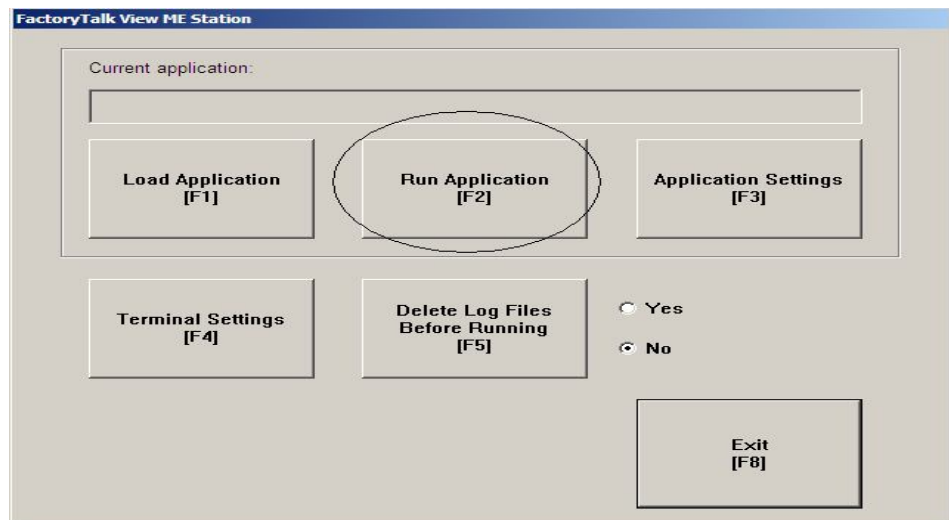 FactoryTalk View ME Station
Current application:
Load Application
[F1]
Run Application
[F2]
Application Settings
[F3]
Terminal Settings
[F4]
Delete Log Files
Before Running
[F5]
Yes
No
Exit
[F8]